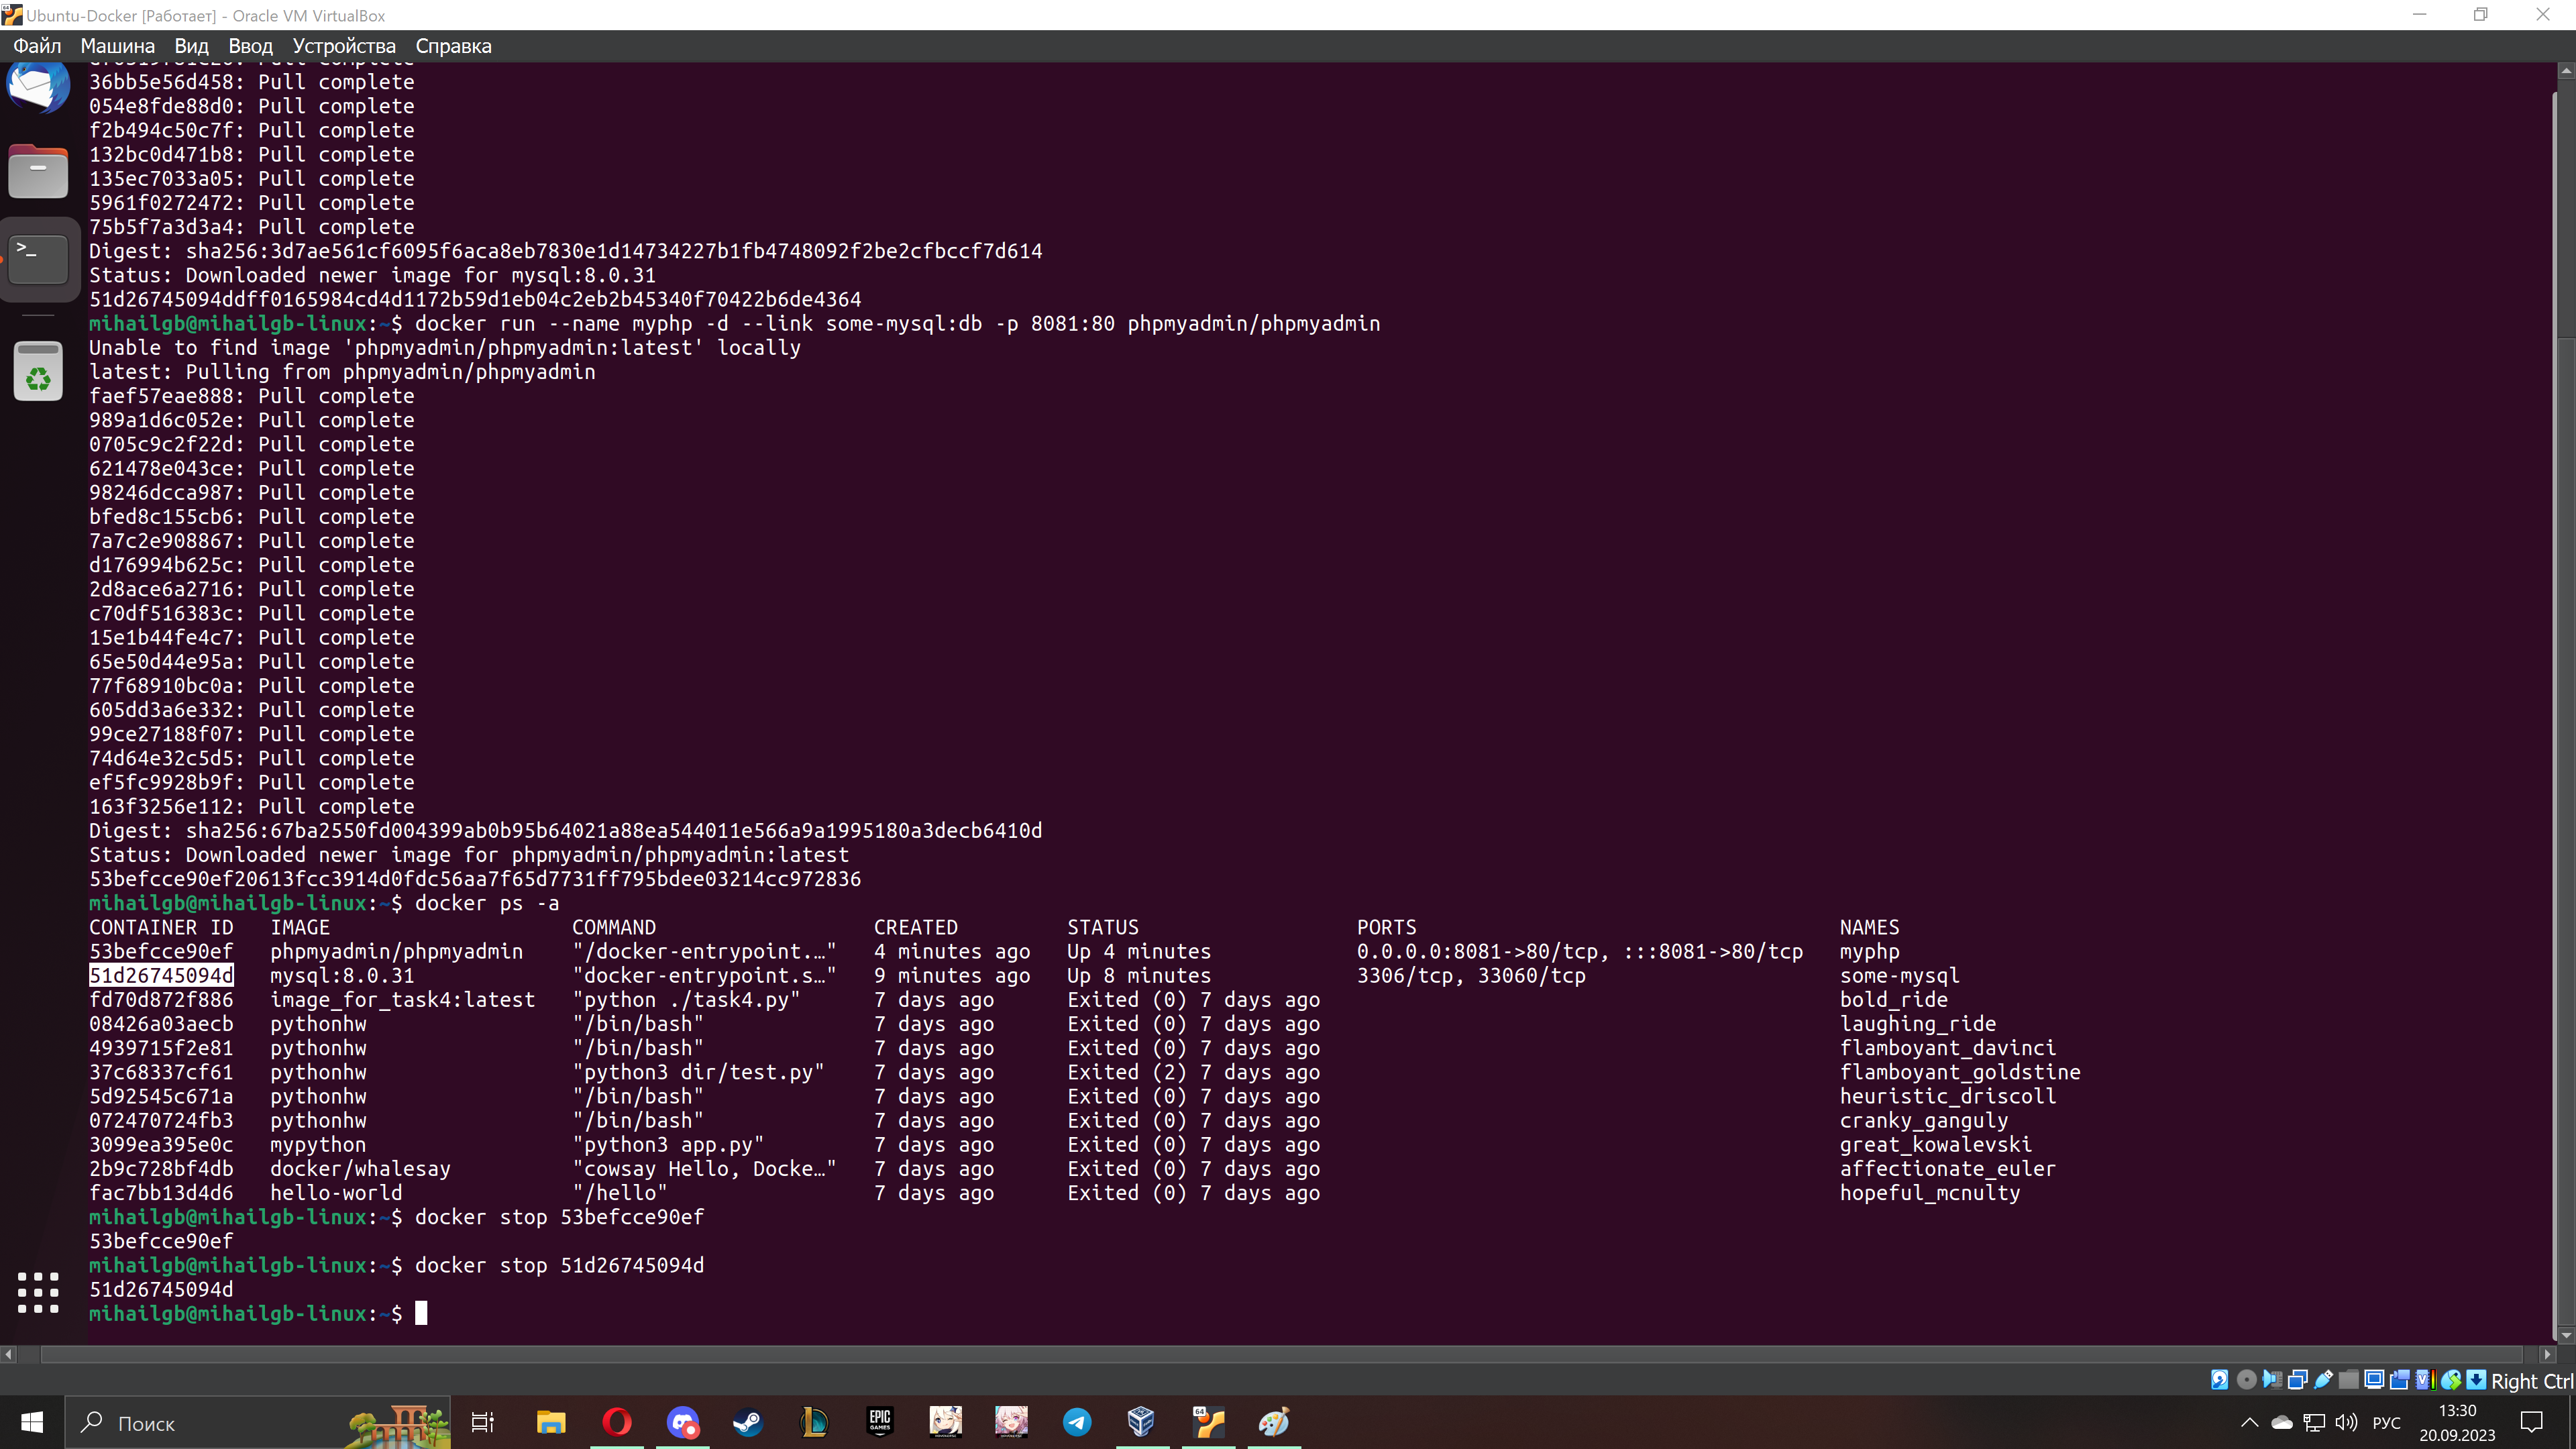 Ubuntu-Docker [Работает] - Oracle VM VirtualBox
Файл Машина Вид Ввод Устройства Справка
36bb5e56d458: Pull complete
054e8fde88d0: Pull complete
f2b494c50c7f: Pull complete
132bc0d471b8: Pull complete
135ec7033a05: Pull complete
5961f0272472: Pull complete
75b5f7a3d3a4: Pull complete
Digest: sha256:3d7ae561cf6095f6aca8eb7830e1d14734227b1fb4748092f2be2cfbccf7d614
Status: Downloaded newer image for mysql:8.0.31
51d26745094ddff0165984cd4d1172b59d1eb04c2eb2b45340f70422b6de4364
mihailgb@mihailgb-linux:~$ docker run --name myphp -d --link some-mysql:db -p 8081:80 phpmyadmin/phpmyadmin
Unable to find image 'phpmyadmin/phpmyadmin:latest' locally
latest: Pulling from phpmyadmin/phpmyadmin
faef57eae888: Pull complete
989a1d6c052e: Pull complete
0705c9c2f22d: Pull complete
621478e043ce: Pull complete
98246dcca987: Pull complete
bfed8c155cb6: Pull complete
7a7c2e908867: Pull complete
d176994b625c: Pull complete
2d8ace6a2716: Pull complete
c70df516383c: Pull complete
15e1b44fe4c7: Pull complete
65e50d44e95a: Pull complete
77f68910bc0a: Pull complete
605dd3a6e332: Pull complete
99ce27188f07: Pull complete
74d64e32c5d5: Pull complete
ef5fc9928b9f: Pull complete
163f3256e112: Pull complete
Digest: sha256:67ba2550fd004399ab0b95b64021a88ea544011e566a9a1995180a3decb6410d
Status: Downloaded newer image for phpmyadmin/phpmyadmin:latest
53befcce90ef20613fcc3914d0fdc56aa7f65d7731ff795bdee03214cc972836
mihailgb@mihailgb-linux:~$ docker ps -a
CONTAINER ID IMAGE COMMAND CREATED STATUS PORTS NAMES
53befcce90ef phpmyadmin/phpmyadmin "/docker-entrypoint.…" 4 minutes ago Up 4 minutes 0.0.0.0:8081->80/tcp, :::8081->80/tcp myphp
51d26745094d mysql:8.0.31 "docker-entrypoint.s…" 9 minutes ago Up 8 minutes 3306/tcp, 33060/tcp some-mysql
fd70d872f886 image_for_task4:latest "python ./task4.py" 7 days ago Exited (0) 7 days ago bold_ride
08426a03aecb pythonhw "/bin/bash" 7 days ago Exited (0) 7 days ago laughing_ride
4939715f2e81 pythonhw "/bin/bash" 7 days ago Exited (0) 7 days ago flamboyant_davinci
37c68337cf61 pythonhw "python3 dir/test.py" 7 days ago Exited (2) 7 days ago flamboyant_goldstine
5d92545c671a pythonhw "/bin/bash" 7 days ago Exited (0) 7 days ago heuristic_driscoll
072470724fb3 pythonhw "/bin/bash" 7 days ago Exited (0) 7 days ago cranky_ganguly
3099ea395e0c mypython "python3 app.py" 7 days ago Exited (0) 7 days ago great_kowalevski
2b9c728bf4db docker/whalesay "cowsay Hello, Docke…" 7 days ago Exited (0) 7 days ago affectionate_euler
fac7bb13d4d6 hello-world "/hello" 7 days ago Exited (0) 7 days ago hopeful_mcnulty
mihailgb@mihailgb-linux:~$ docker stop 53befcce90ef
53befcce90ef
mihailgb@mihailgb-linux:~$ docker stop 51d26745094d
51d26745094d
mihailgb@mihailgb-linux:~$
Right Ctrl
Поиск
EPIC GAMES
64
РУС
13:30
20.09.2023